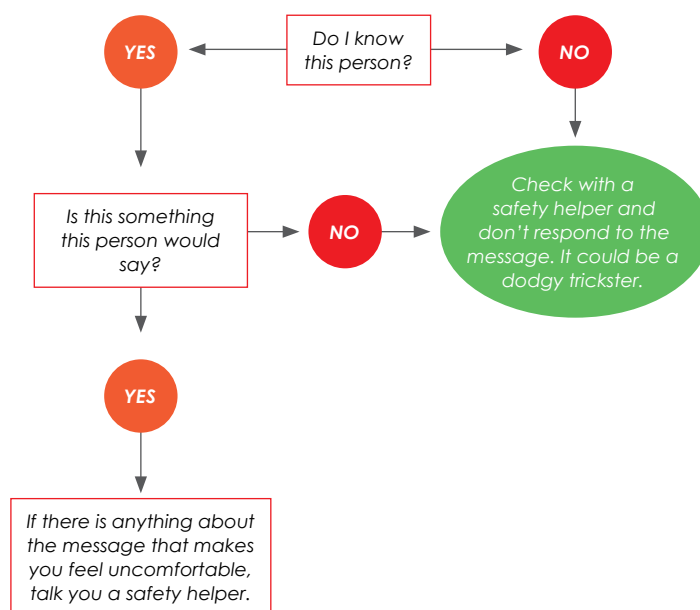 Do I know
this person?
YES
NO
Is this something
this person would
say?
NO
Check with a
safety helper and
don’t respond to the
message. It could be a
dodgy trickster.
YES
If there is anything about
the message that makes
you feel uncomfortable,
talk you a safety helper.